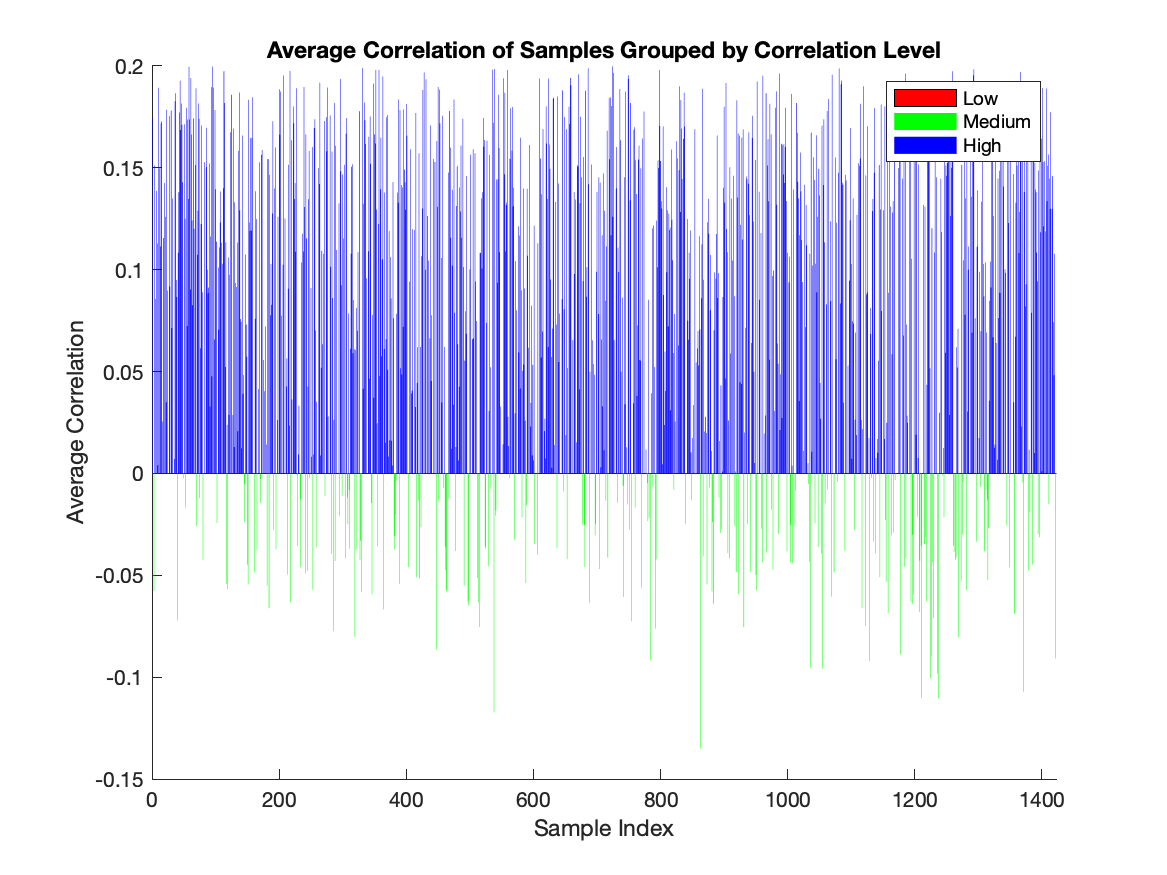 Average Correlation of Samples Grouped by Correlation Level
Low
Medium
High
Average Correlation
0.2
0.15
0.1
0.05
0
-0.05
-0.1
-0.15
0 200 400 600 800 1000 1200 1400
Sample Index